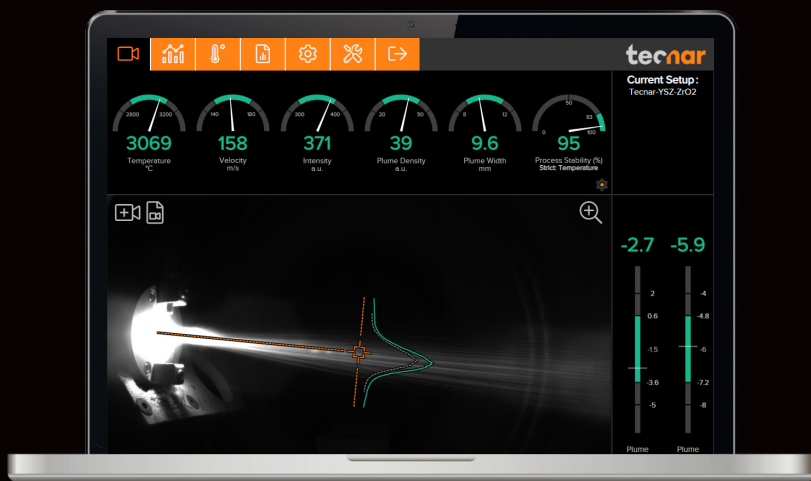 tecnar
Current Setup :
Tecnar-YSZ-ZrO2
2800 3200
3069
Temperature
°C
140 180
158
Velocity
m/s
300 400
371
Intensity
a.u.
20 50
39
Plume Density
a.u.
8 12
9.6
Plume Width
mm
50
83
0 100
95
Process Stability (%)
Strict: Temperature
-2.7 -5.9
2 -4
0.6 -4.8
-1.5 -6
-3.6 -7.2
-5 -8
Plume Plume